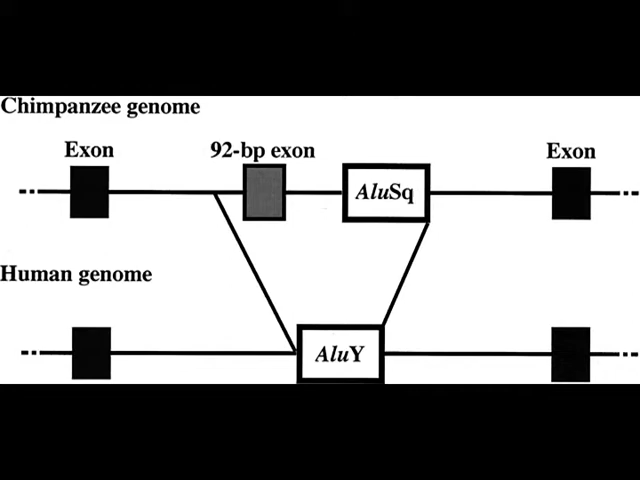 Chimpanzee genome
Exon 92-bp exon Exon
AluSq
Human genome
AluY